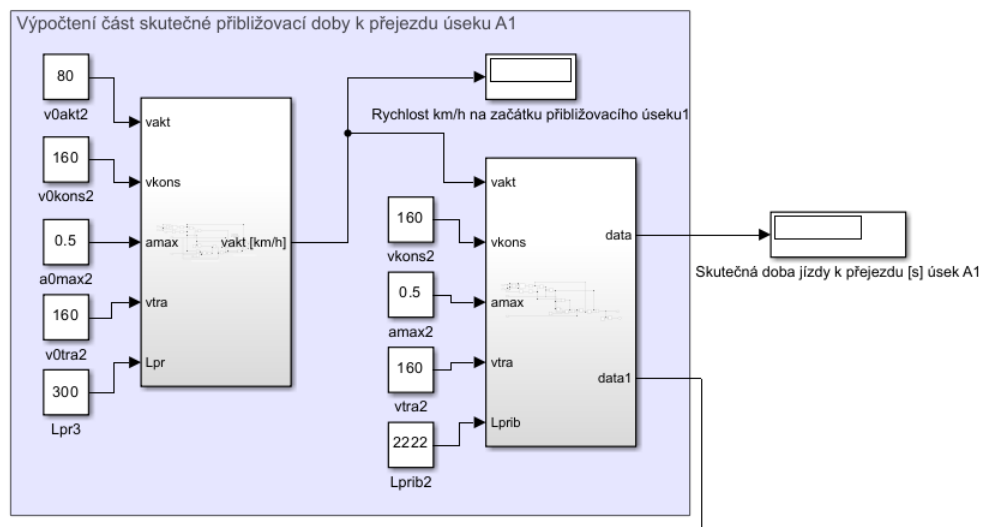 Výpočtení část skutečné přibližovací doby k přejezdu úseku A1
80
v0akt2
160
v0kons2
0.5
a0max2
160
v0tra2
300
Lpr3
vakt
vkons
amax
vakt [km/h]
vtra
Lpr
Rychlost km/h na začátku přibližovacího úseku1
160
vkons2
0.5
amax2
160
vtra2
2222
Lprib2
vakt
vkons
data
amax
vtra
data1
Lprib
Skutečná doba jízdy k přejezdu [s] úsek A1